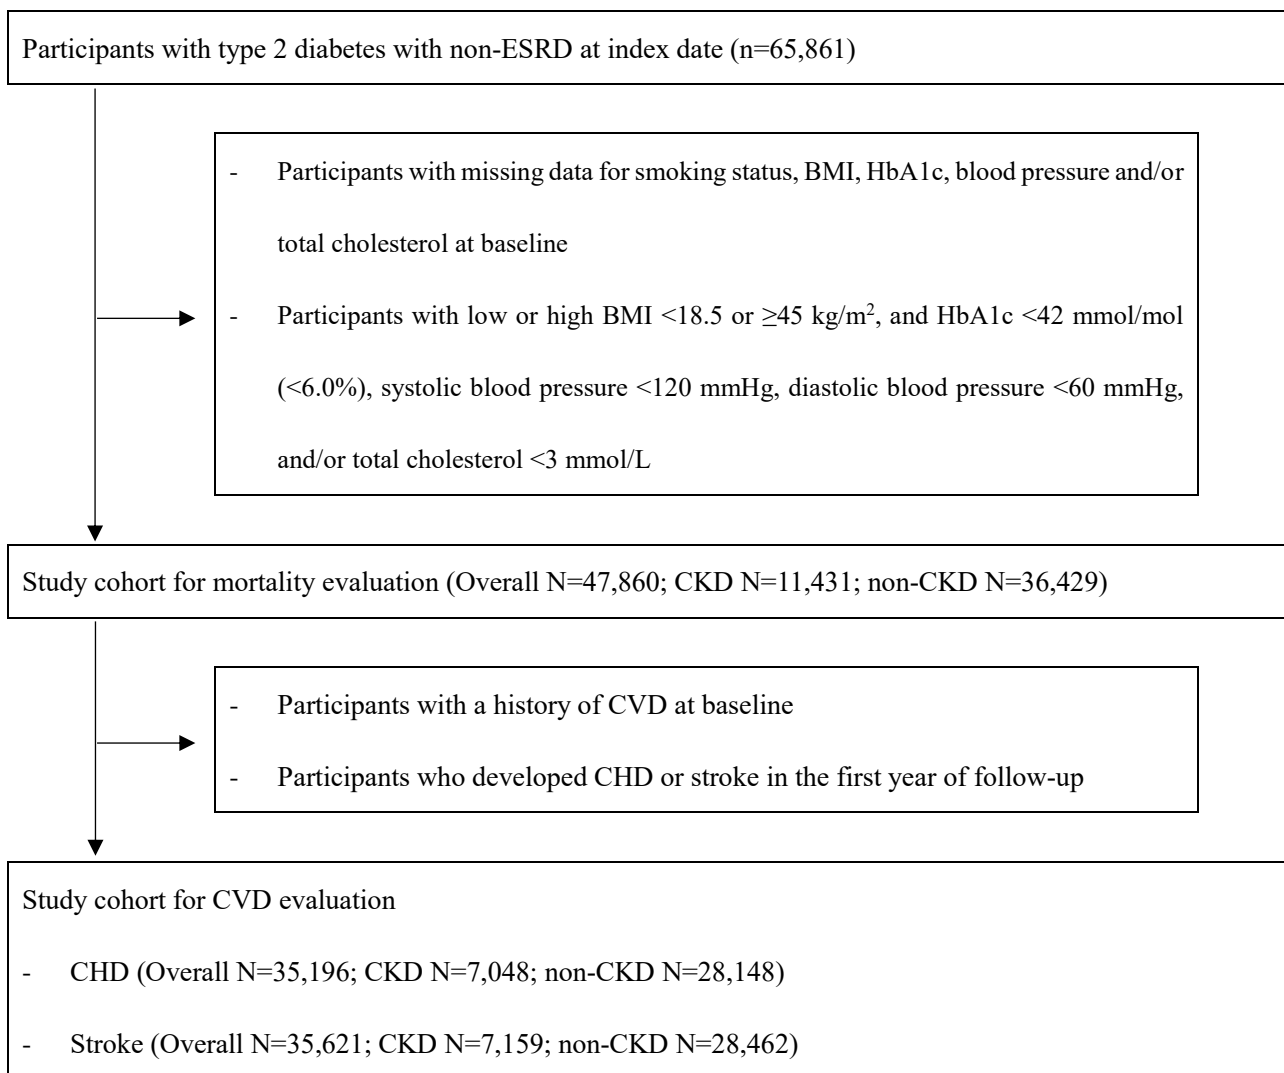 Participants with type 2 diabetes with non-ESRD at index date (n=65,861)
- Participants with missing data for smoking status, BMI, HbA1c, blood pressure and/or
total cholesterol at baseline
- Participants with low or high BMI <18.5 or ≥45 kg/m², and HbA1c <42 mmol/mol
(<6.0%), systolic blood pressure <120 mmHg, diastolic blood pressure <60 mmHg,
and/or total cholesterol <3 mmol/L
Study cohort for mortality evaluation (Overall N=47,860; CKD N=11,431; non-CKD N=36,429)
- Participants with a history of CVD at baseline
- Participants who developed CHD or stroke in the first year of follow-up
Study cohort for CVD evaluation
- CHD (Overall N=35,196; CKD N=7,048; non-CKD N=28,148)
- Stroke (Overall N=35,621; CKD N=7,159; non-CKD N=28,462)